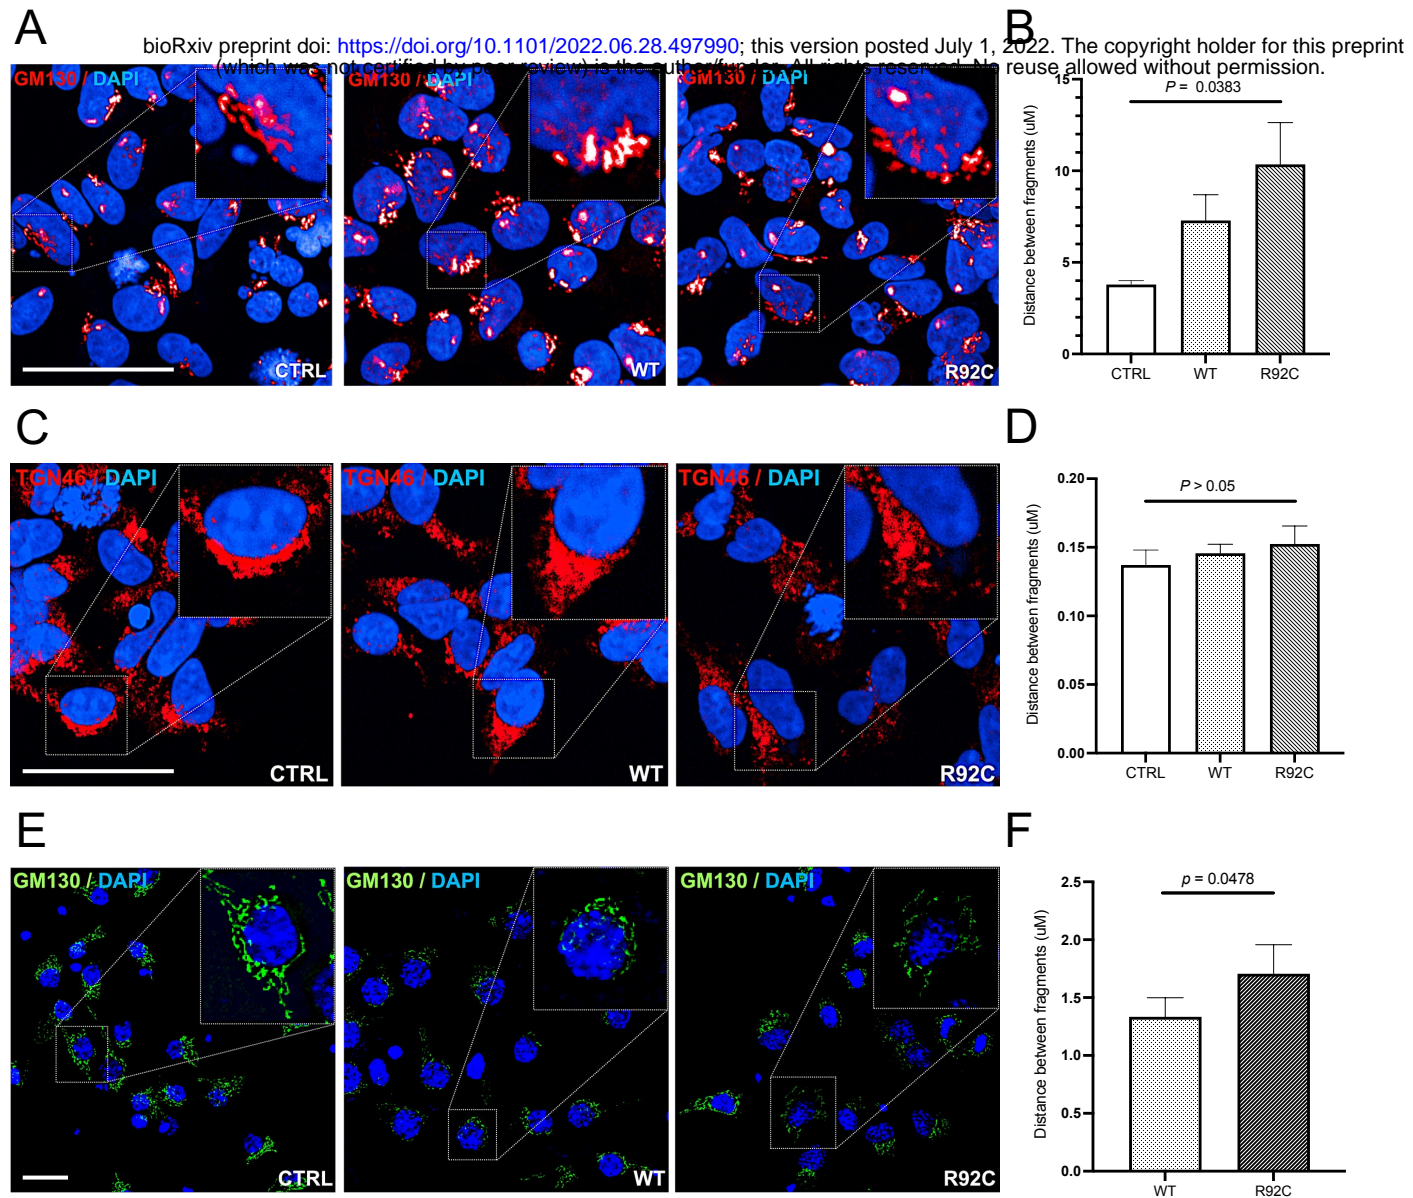 A
B
bioRxiv preprint doi: https://doi.org/10.1101/2022.06.28.497990; this version posted July 1, 2022. The copyright holder for this preprint
(which was not certified by peer review) is the author/funder. All rights reserved. No reuse allowed without permission.
GM130 / DAPI
CTRL
GM130 / DAPI
WT
GM130 / DAPI
R92C
Distance between fragments (uM)
P = 0.0383
15
10
5
0
CTRL WT R92C
C
TGN46 / DAPI
CTRL
TGN46 / DAPI
WT
TGN46 / DAPI
R92C
D
Distance between fragments (uM)
P > 0.05
0.20
0.15
0.10
0.05
0.00
CTRL WT R92C
E
GM130 / DAPI
CTRL
GM130 / DAPI
WT
GM130 / DAPI
R92C
F
Distance between fragments (uM)
p = 0.0478
2.5
2.0
1.5
1.0
0.5
0.0
WT R92C